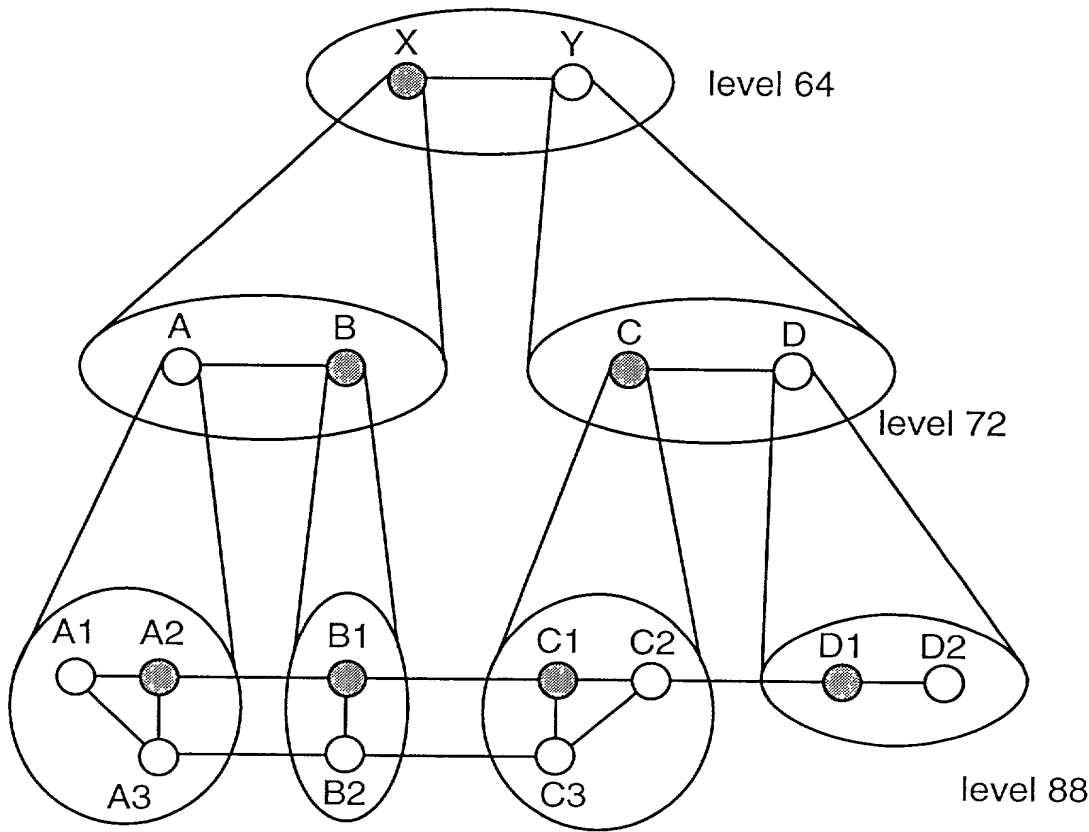 X Y
level 64
A B C D
level 72
A1 A2 B1 C1 C2 D1 D2
A3 B2 C3
level 88